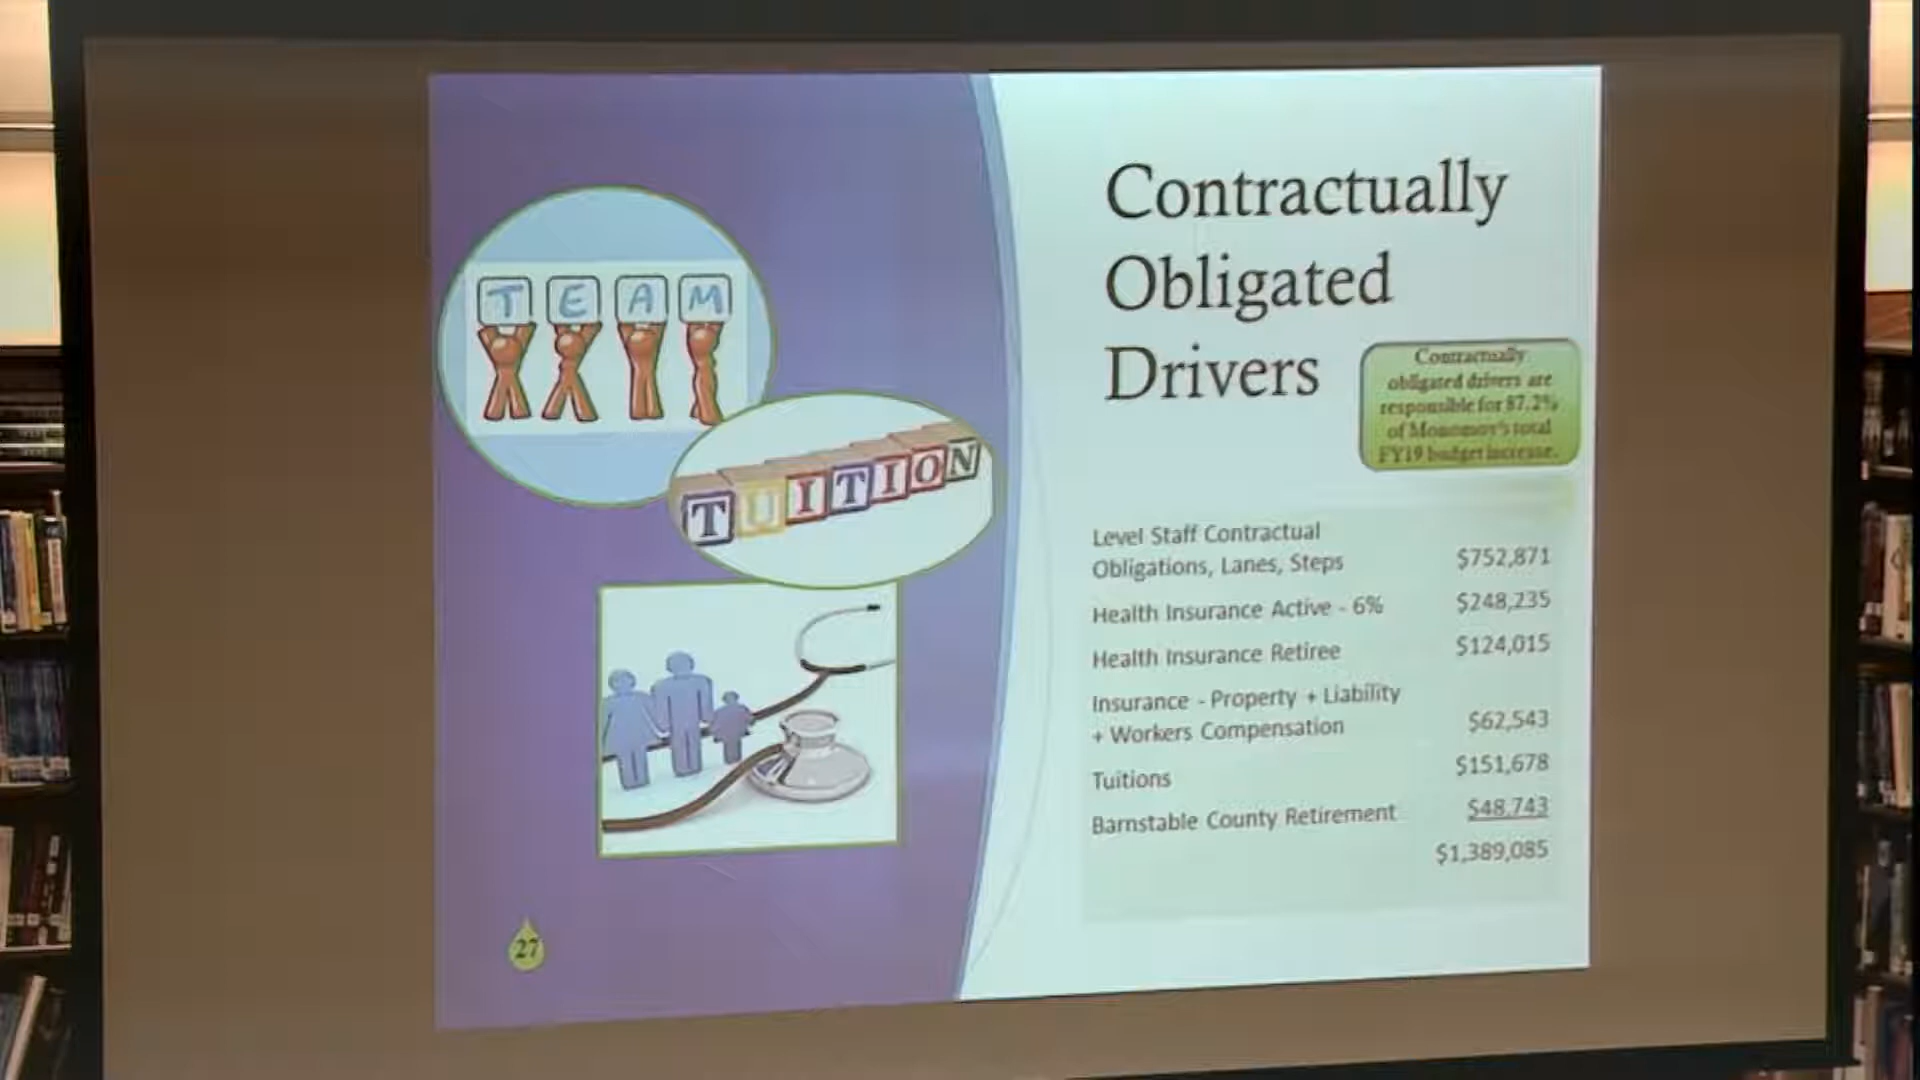 Contractually
Obligated
Drivers
Contractually
obligated drivers are
responsible for 87.2%
of Monomoy's total
FY19 budget increase.
TEAM
TUITION
Level Staff Contractual
Obligations, Lanes, Steps $752,871
Health Insurance Active - 6% $248,235
Health Insurance Retiree $124,015
Insurance - Property + Liability
+ Workers Compensation $62,543
Tuitions $151,678
Barnstable County Retirement $48,743
$1,389,085
27